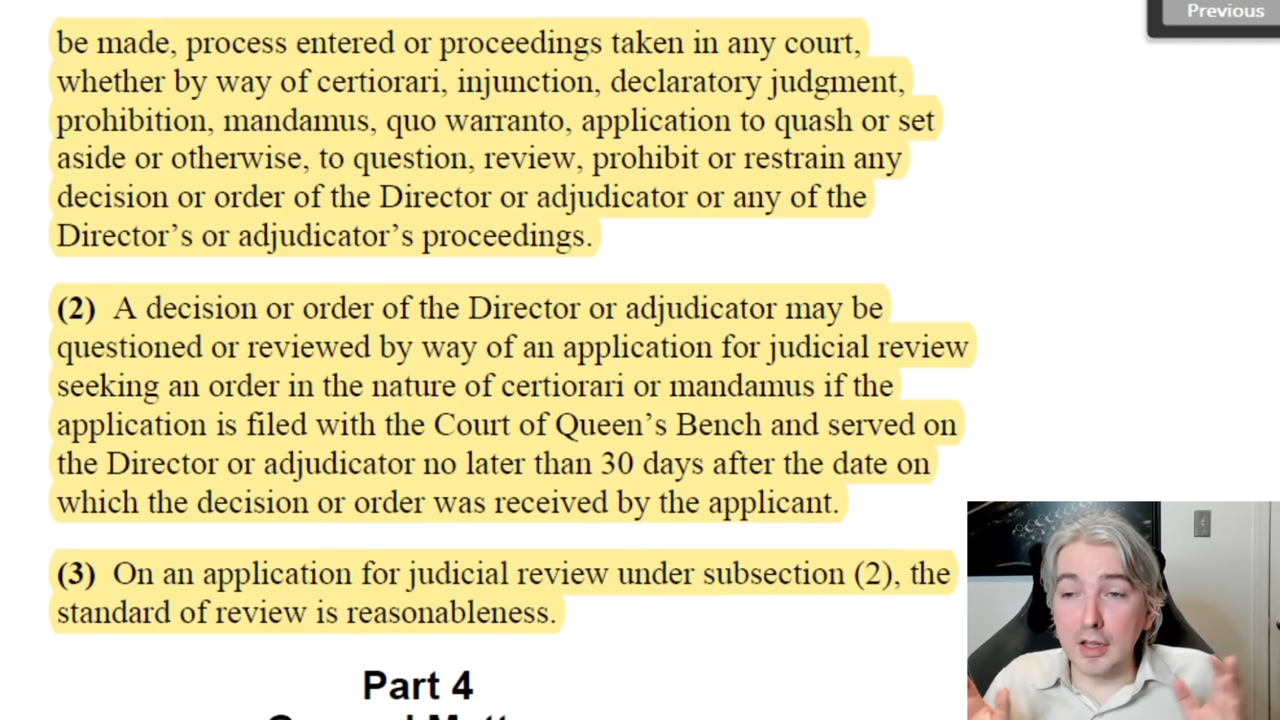 Previous
be made, process entered or proceedings taken in any court,
whether by way of certiorari, injunction, declaratory judgment,
prohibition, mandamus, quo warranto, application to quash or set
aside or otherwise, to question, review, prohibit or restrain any
decision or order of the Director or adjudicator or any of the
Director’s or adjudicator’s proceedings.
(2) A decision or order of the Director or adjudicator may be
questioned or reviewed by way of an application for judicial review
seeking an order in the nature of certiorari or mandamus if the
application is filed with the Court of Queen’s Bench and served on
the Director or adjudicator no later than 30 days after the date on
which the decision or order was received by the applicant.
(3) On an application for judicial review under subsection (2), the
standard of review is reasonableness.
Part 4